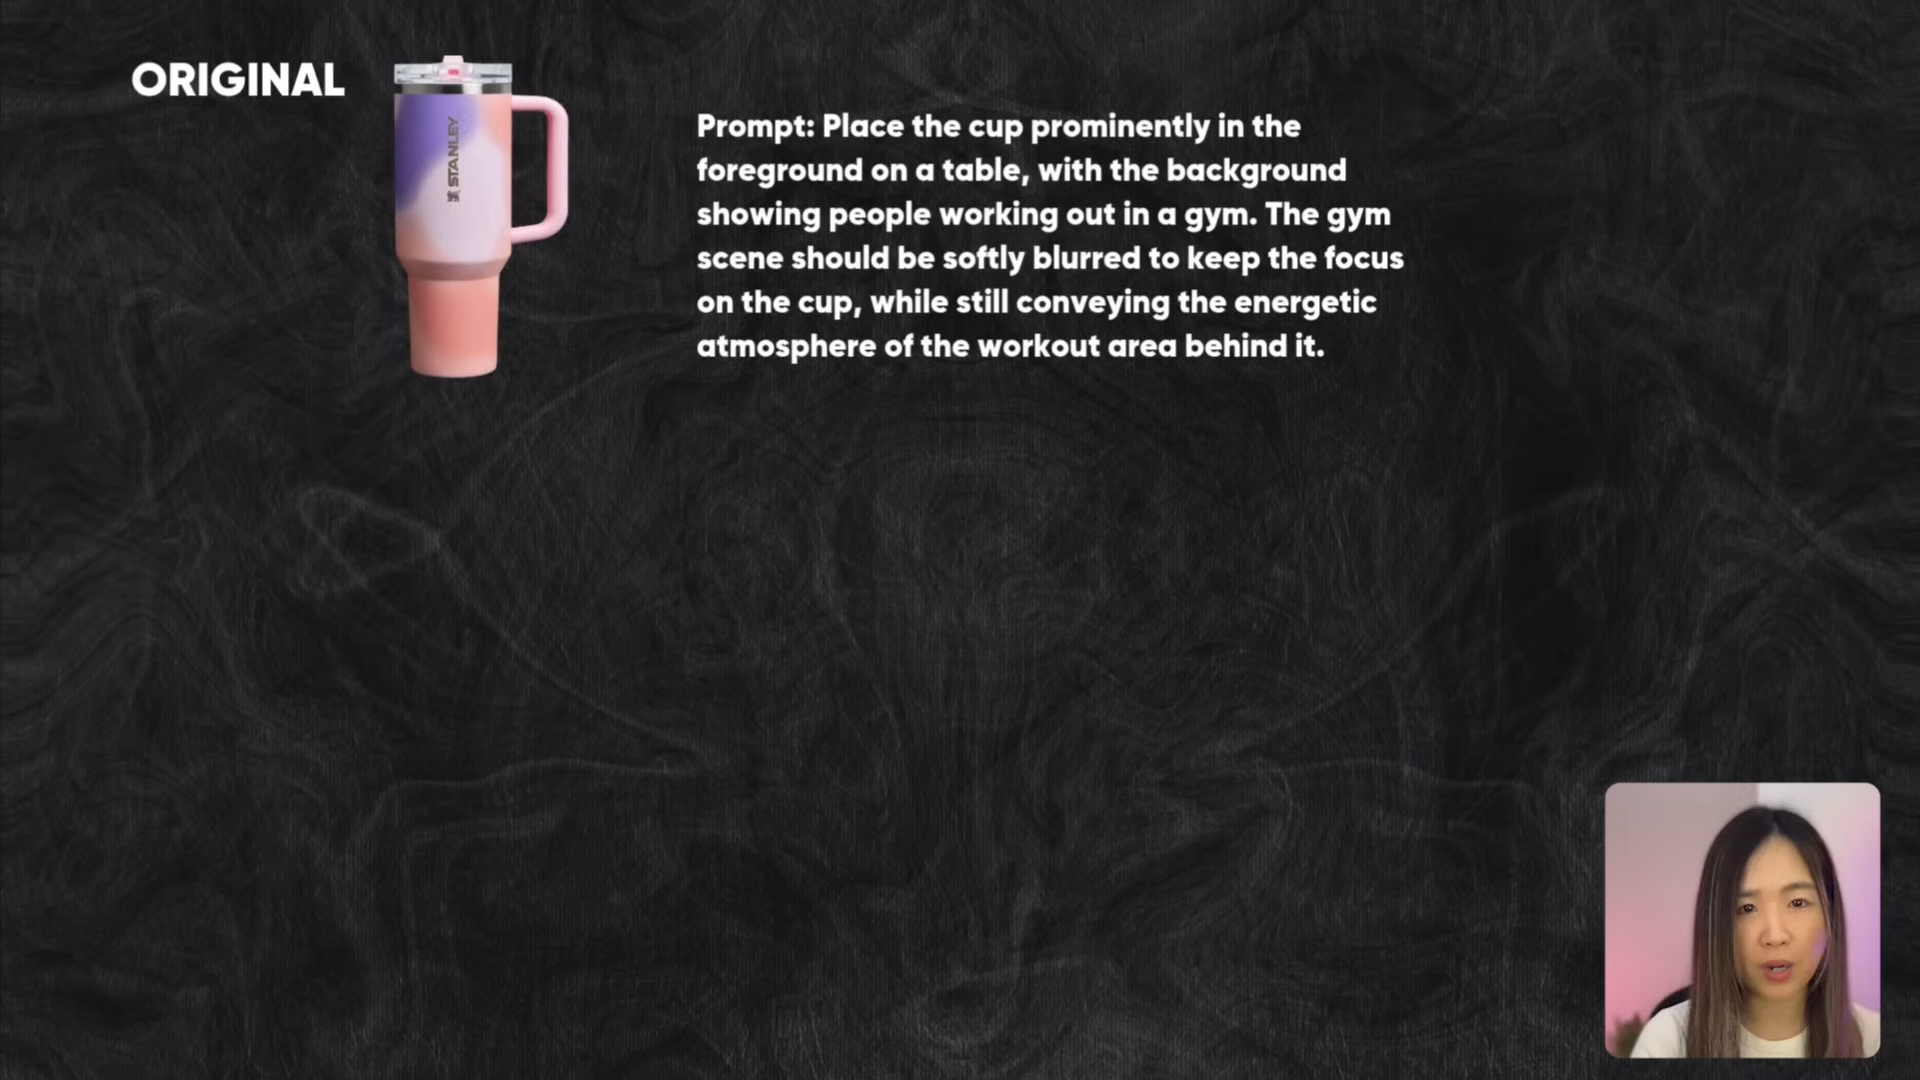 ORIGINAL
STANLEY
Prompt: Place the cup prominently in the
foreground on a table, with the background
showing people working out in a gym. The gym
scene should be softly blurred to keep the focus
on the cup, while still conveying the energetic
atmosphere of the workout area behind it.